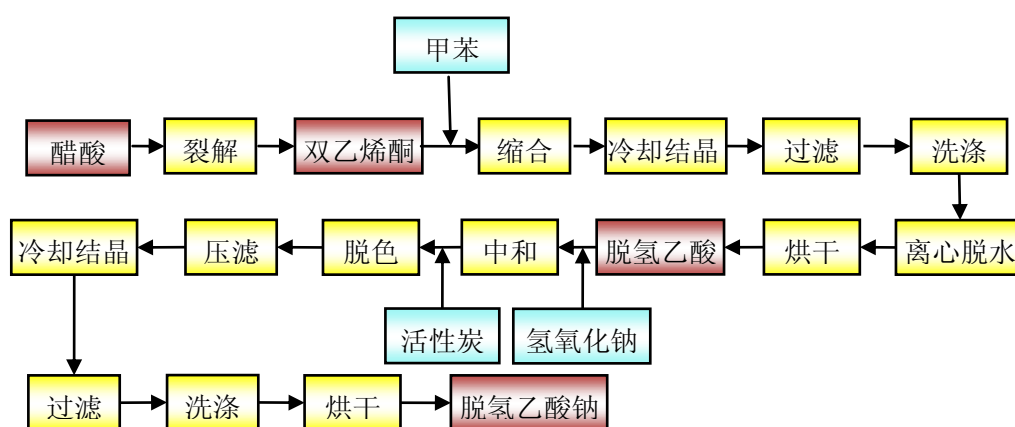 甲苯
醋酸 裂解 双乙烯酮 缩合 冷却结晶 过滤 洗涤
冷却结晶 压滤 脱色 中和 脱氢乙酸 烘干 离心脱水
活性炭 氢氧化钠
过滤 洗涤 烘干 脱氢乙酸钠